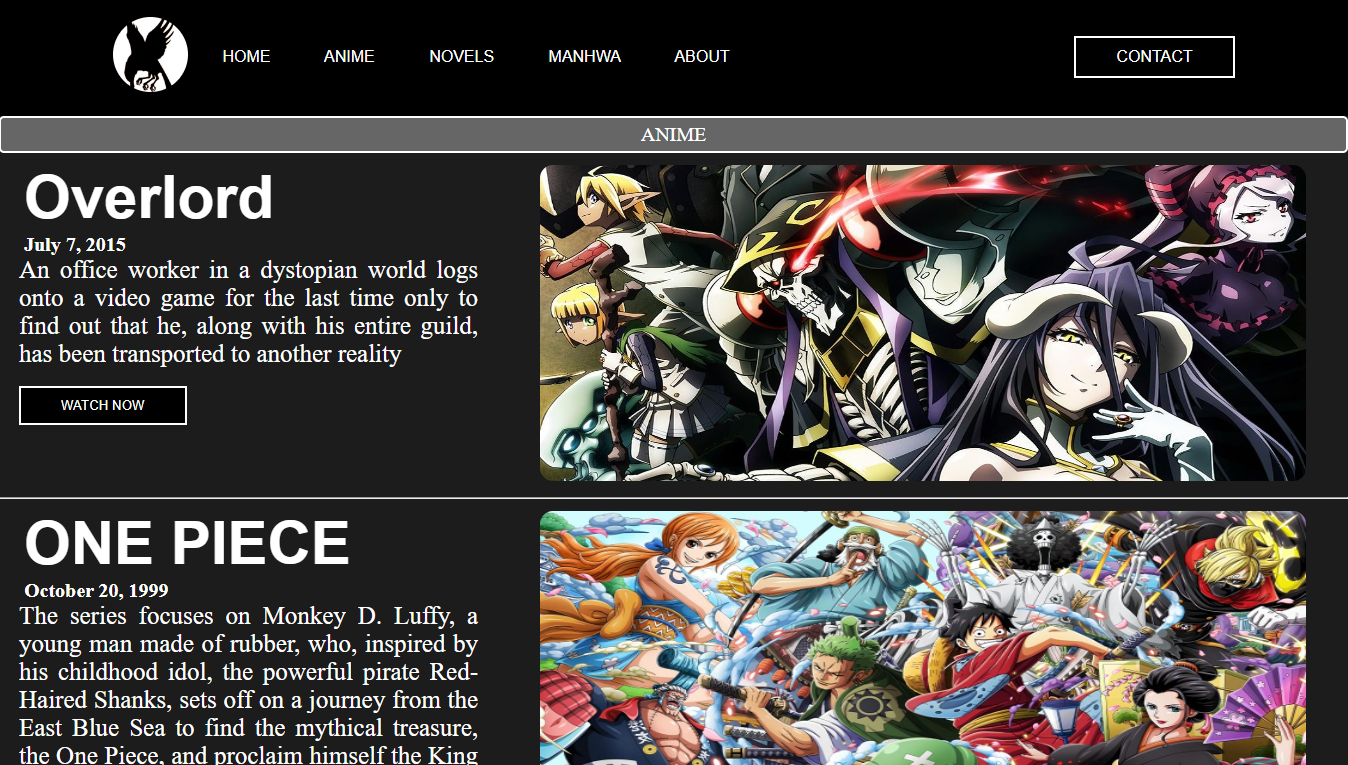 HOME ANIME NOVELS MANHWA ABOUT CONTACT
ANIME
Overlord
July 7, 2015
An office worker in a dystopian world logs
onto a video game for the last time only to
find out that he, along with his entire guild,
has been transported to another reality
WATCH NOW
ONE PIECE
October 20, 1999
The series focuses on Monkey D. Luffy, a
young man made of rubber, who, inspired by
his childhood idol, the powerful pirate Red-
Haired Shanks, sets off on a journey from the
East Blue Sea to find the mythical treasure,
the One Piece, and proclaim himself the King